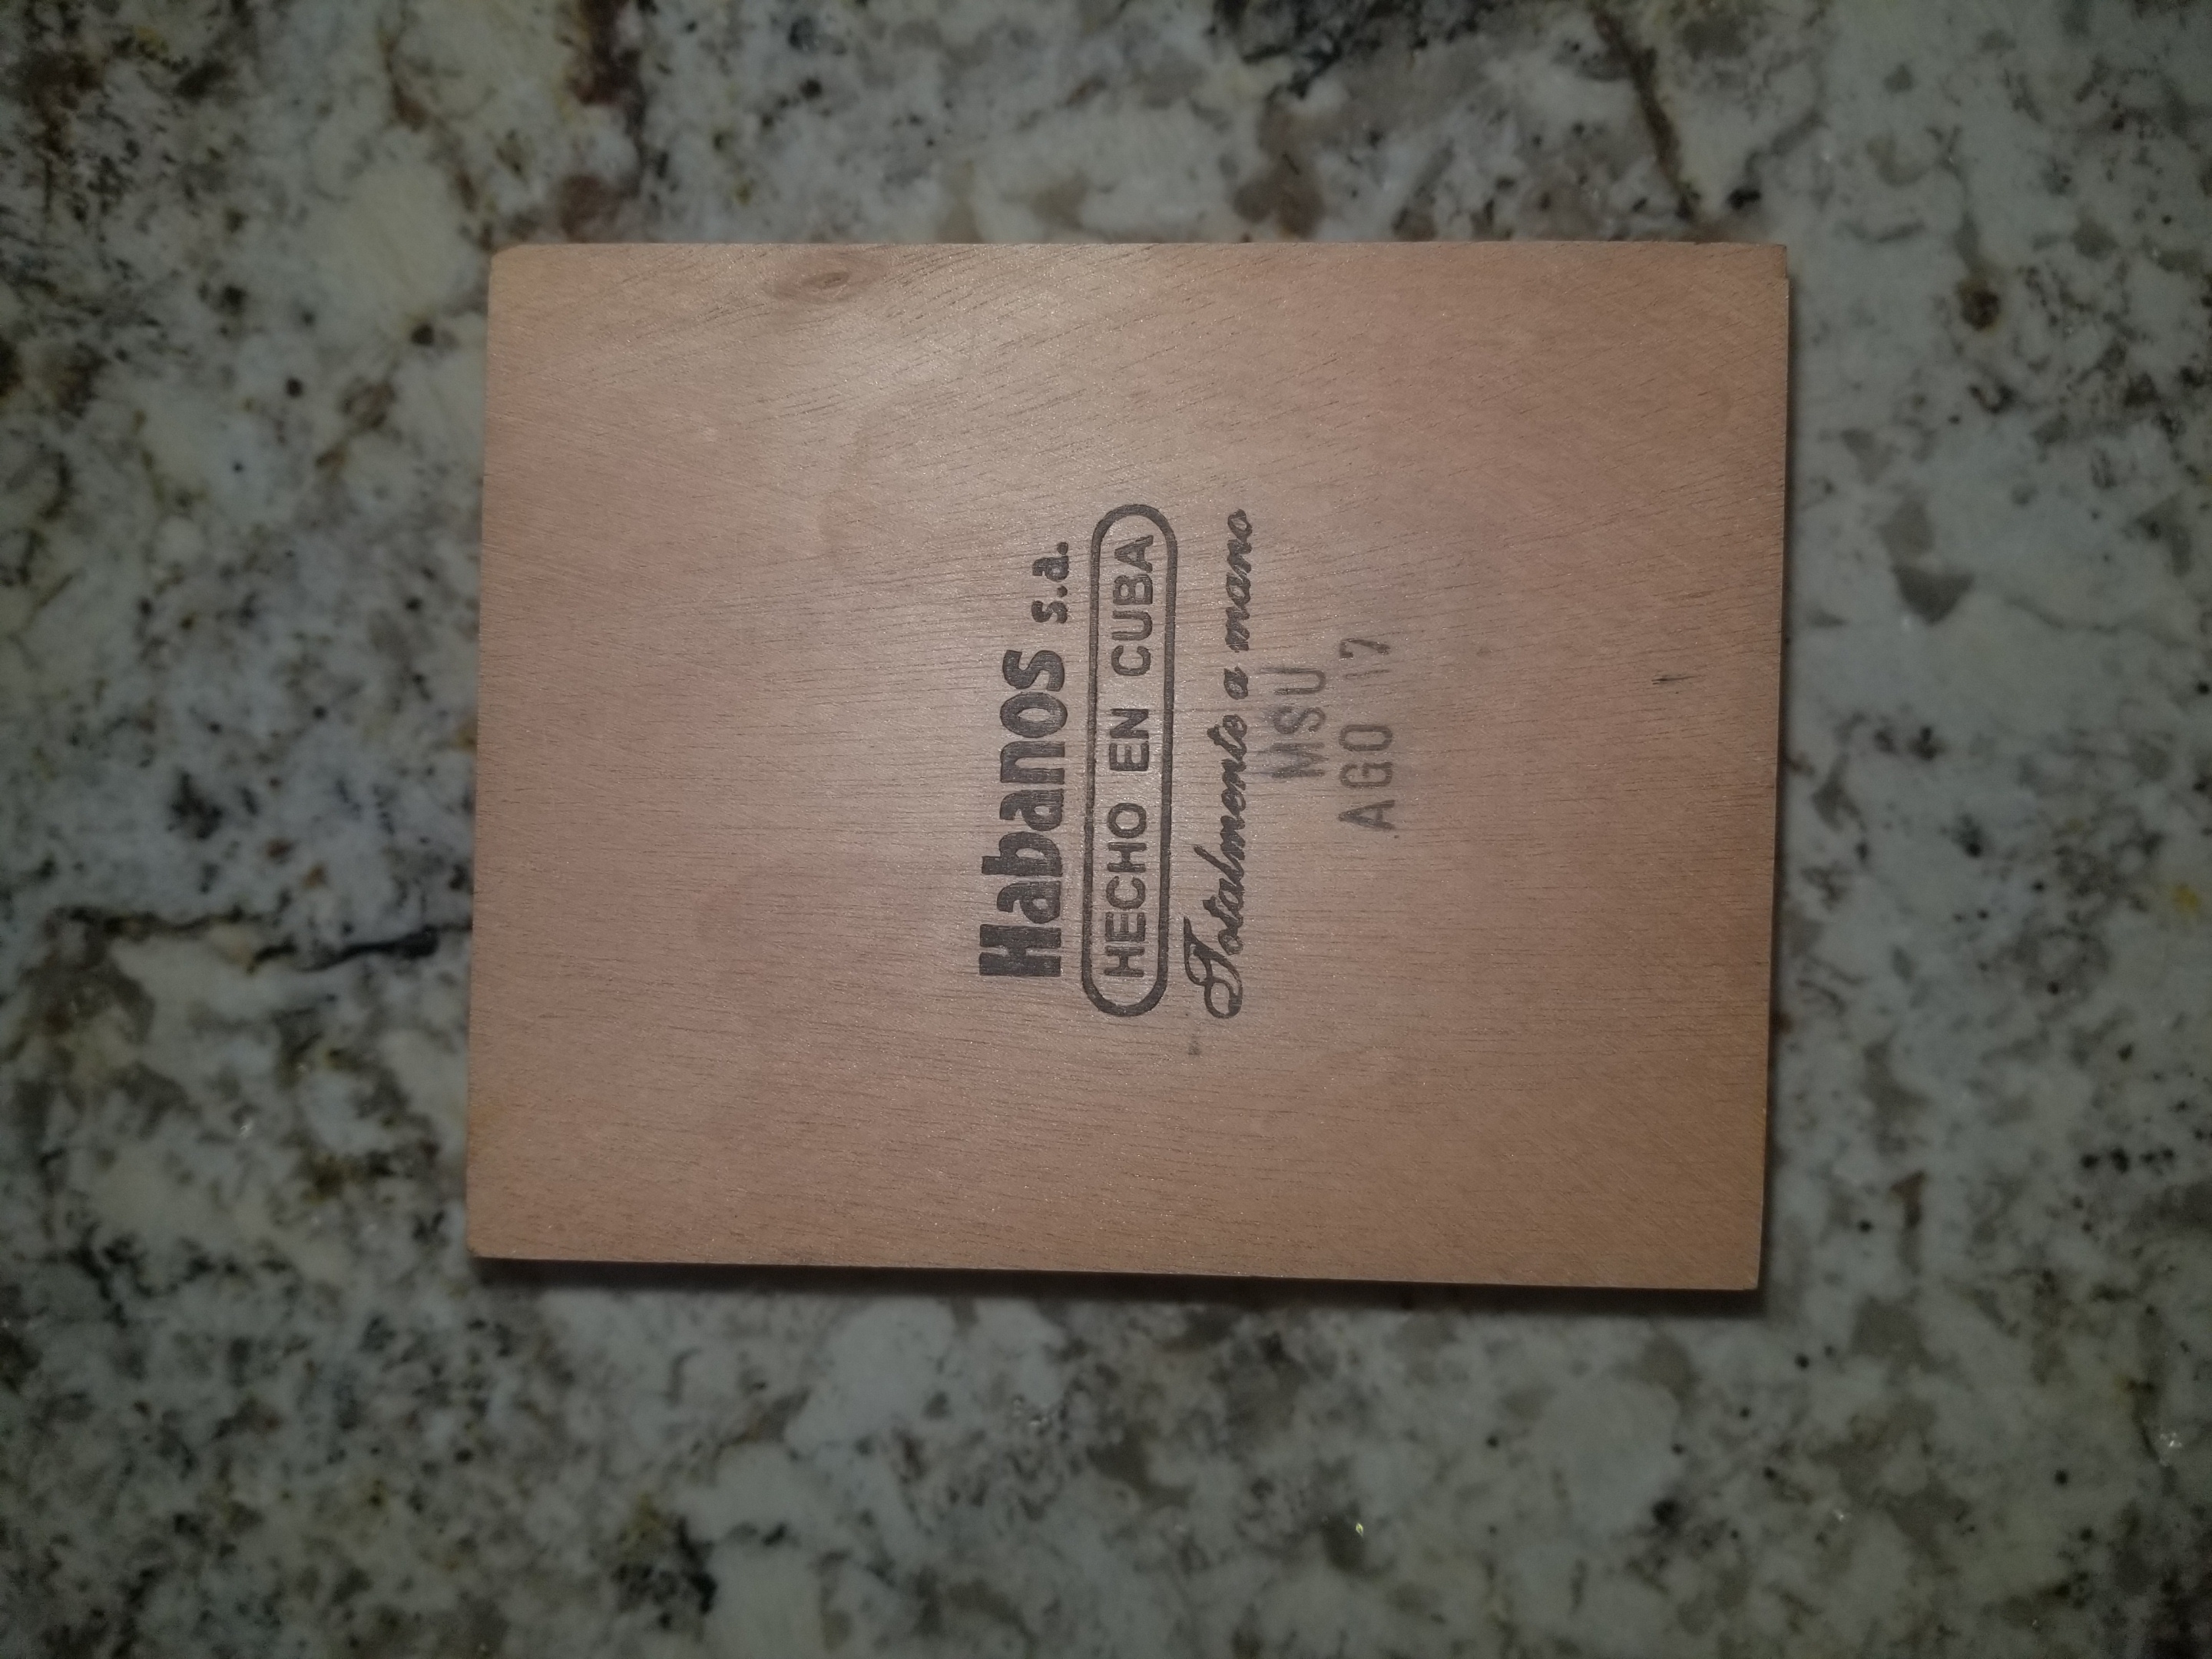 Habanos s.a.
HECHO EN CUBA
Totalmente a mano
MSU
AGO 17